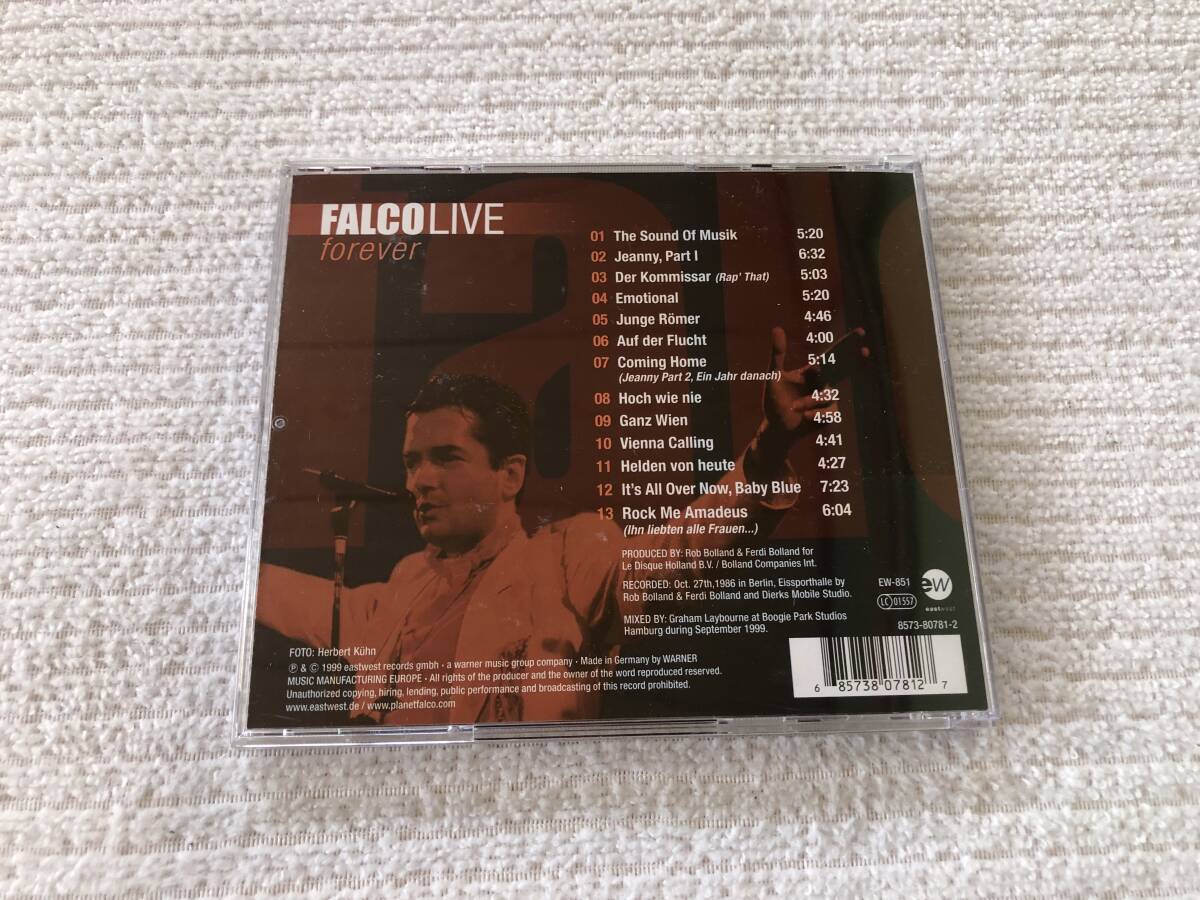 FALCO LIVE
forever
01 The Sound Of Musik 5:20
02 Jeanny, Part I 6:32
03 Der Kommissar (Rap' That) 5:03
04 Emotional 5:20
05 Junge Römer 4:46
06 Auf der Flucht 4:00
07 Coming Home 5:14
(Jeanny Part 2, Ein Jahr danach)
08 Hoch wie nie 4:32
09 Ganz Wien 4:58
10 Vienna Calling 4:41
11 Helden von heute 4:27
12 It's All Over Now, Baby Blue 7:23
13 Rock Me Amadeus 6:04
(Ihn liebten alle Frauen...)
PRODUCED BY: Rob Bolland & Ferdi Bolland for
Le Disque Holland B.V. / Bolland Companies Int.
RECORDED: Oct. 27th,1986 in Berlin, Eissporthalle by
Rob Bolland & Ferdi Bolland and Dierks Mobile Studio.
MIXED BY: Graham Laybourne at Boogie Park Studios
Hamburg during September 1999.
EW-851
LC 01557
ew
eastwest
8573-80781-2
FOTO: Herbert Kühn
℗ & © 1999 eastwest records gmbh · a warner music group company · Made in Germany by WARNER
MUSIC MANUFACTURING EUROPE · All rights of the producer and the owner of the word reproduced reserved.
Unauthorized copying, hiring, lending, public performance and broadcasting of this record prohibited.
www.eastwest.de / www.planetfalco.com
6 85738 07812 7